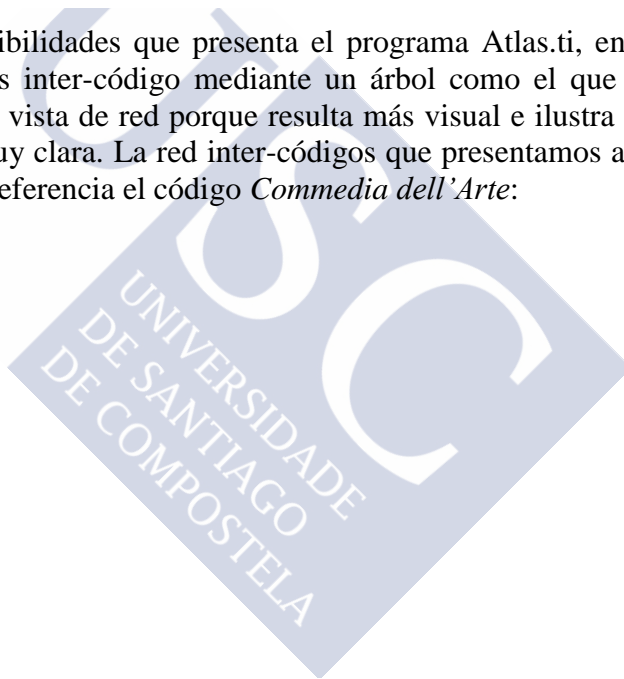 ibilidades que presenta el programa Atlas.ti, en
s inter-código mediante un árbol como el que
vista de red porque resulta más visual e ilustra
uy clara. La red inter-códigos que presentamos a
eferencia el código Commedia dell’Arte:
USC
UNIVERSIDADE
DE SANTIAGO
DE COMPOSTELA